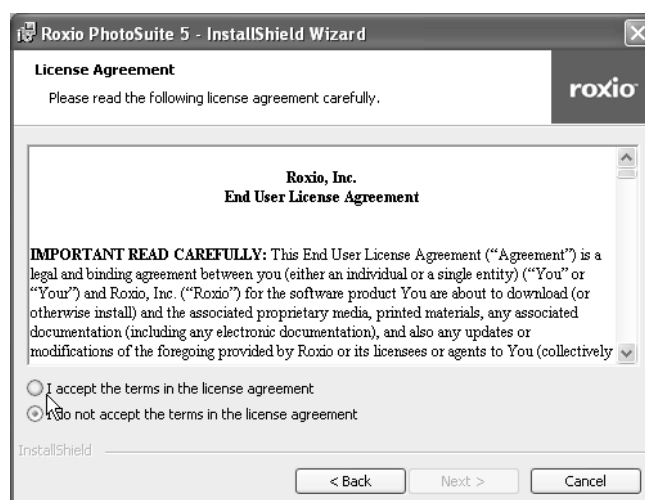 Roxio PhotoSuite 5 - InstallShield Wizard
License Agreement
Please read the following license agreement carefully.
roxio
Roxio, Inc.
End User License Agreement
IMPORTANT READ CAREFULLY: This End User License Agreement (“Agreement”) is a
legal and binding agreement between you (either an individual or a single entity) (“You” or
“Your”) and Roxio, Inc. (“Roxio”) for the software product You are about to download (or
otherwise install) and the associated proprietary media, printed materials, any associated
documentation (including any electronic documentation), and also any updates or
modifications of the foregoing provided by Roxio or its licensees or agents to You (collectively
I accept the terms in the license agreement
I do not accept the terms in the license agreement
InstallShield
< Back
Next >
Cancel